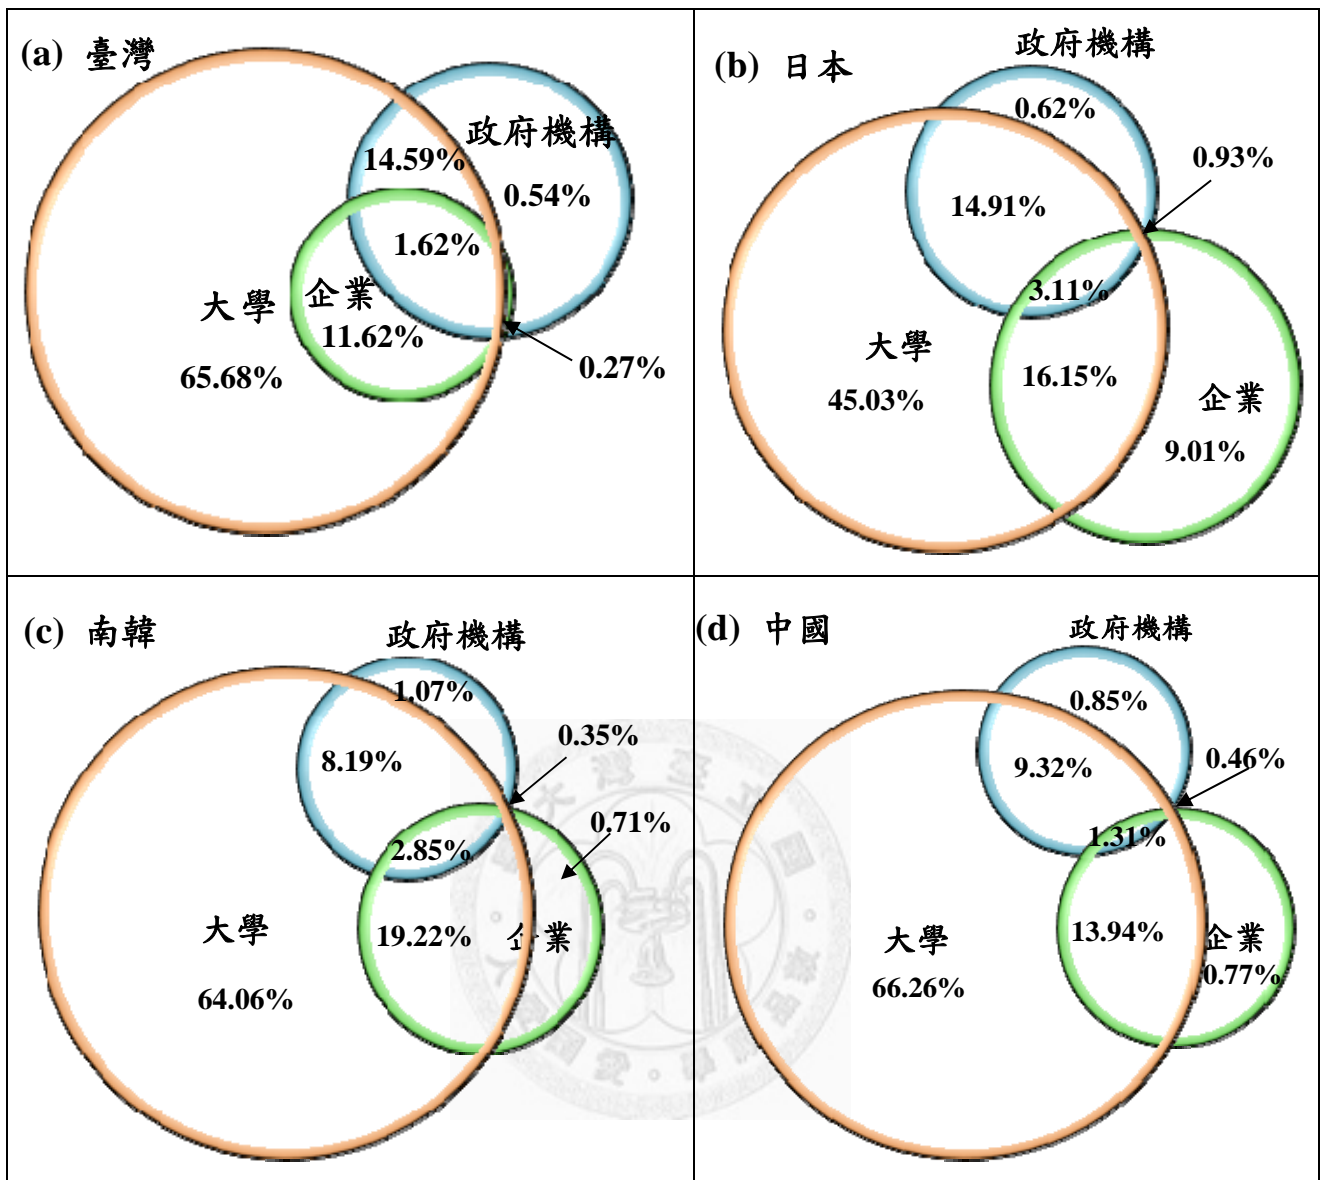 (a) 臺灣
政府機構
14.59%
0.54%
1.62%
大學
企業
11.62%
65.68%
0.27%
(b) 日本
政府機構
0.62%
0.93%
14.91%
3.11%
大學
16.15%
45.03%
企業
9.01%
(c) 南韓
政府機構
1.07%
0.35%
8.19%
0.71%
2.85%
大學
19.22%
企業
64.06%
(d) 中國
政府機構
0.85%
0.46%
9.32%
1.31%
大學
13.94%
企業
66.26%
0.77%